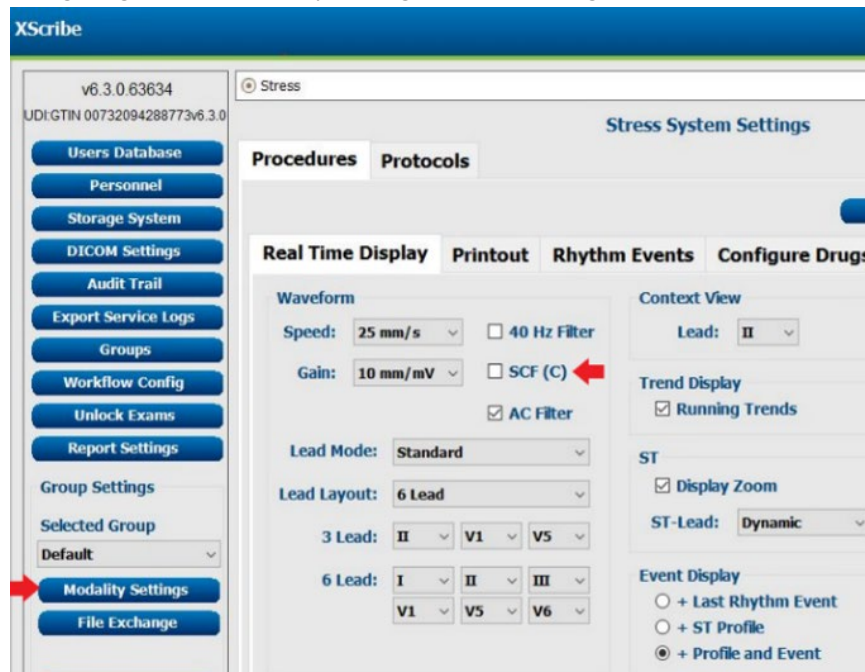 XScribe
v6.3.0.63634
UDI:GTIN 00732094288773v6.3.0
Users Database
Personnel
Storage System
DICOM Settings
Audit Trail
Export Service Logs
Groups
Workflow Config
Unlock Exams
Report Settings
Group Settings
Selected Group
Default
Modality Settings
File Exchange
Stress
Stress System Settings
Procedures Protocols
Real Time Display Printout Rhythm Events Configure Drugs
Waveform
Speed: 25 mm/s 40 Hz Filter
Gain: 10 mm/mV SCF (C)
AC Filter
Lead Mode: Standard
Lead Layout: 6 Lead
3 Lead: II V1 V5
6 Lead: I II III
V1 V5 V6
Context View
Lead: II
Trend Display
Running Trends
ST
Display Zoom
ST-Lead: Dynamic
Event Display
+ Last Rhythm Event
+ ST Profile
+ Profile and Event